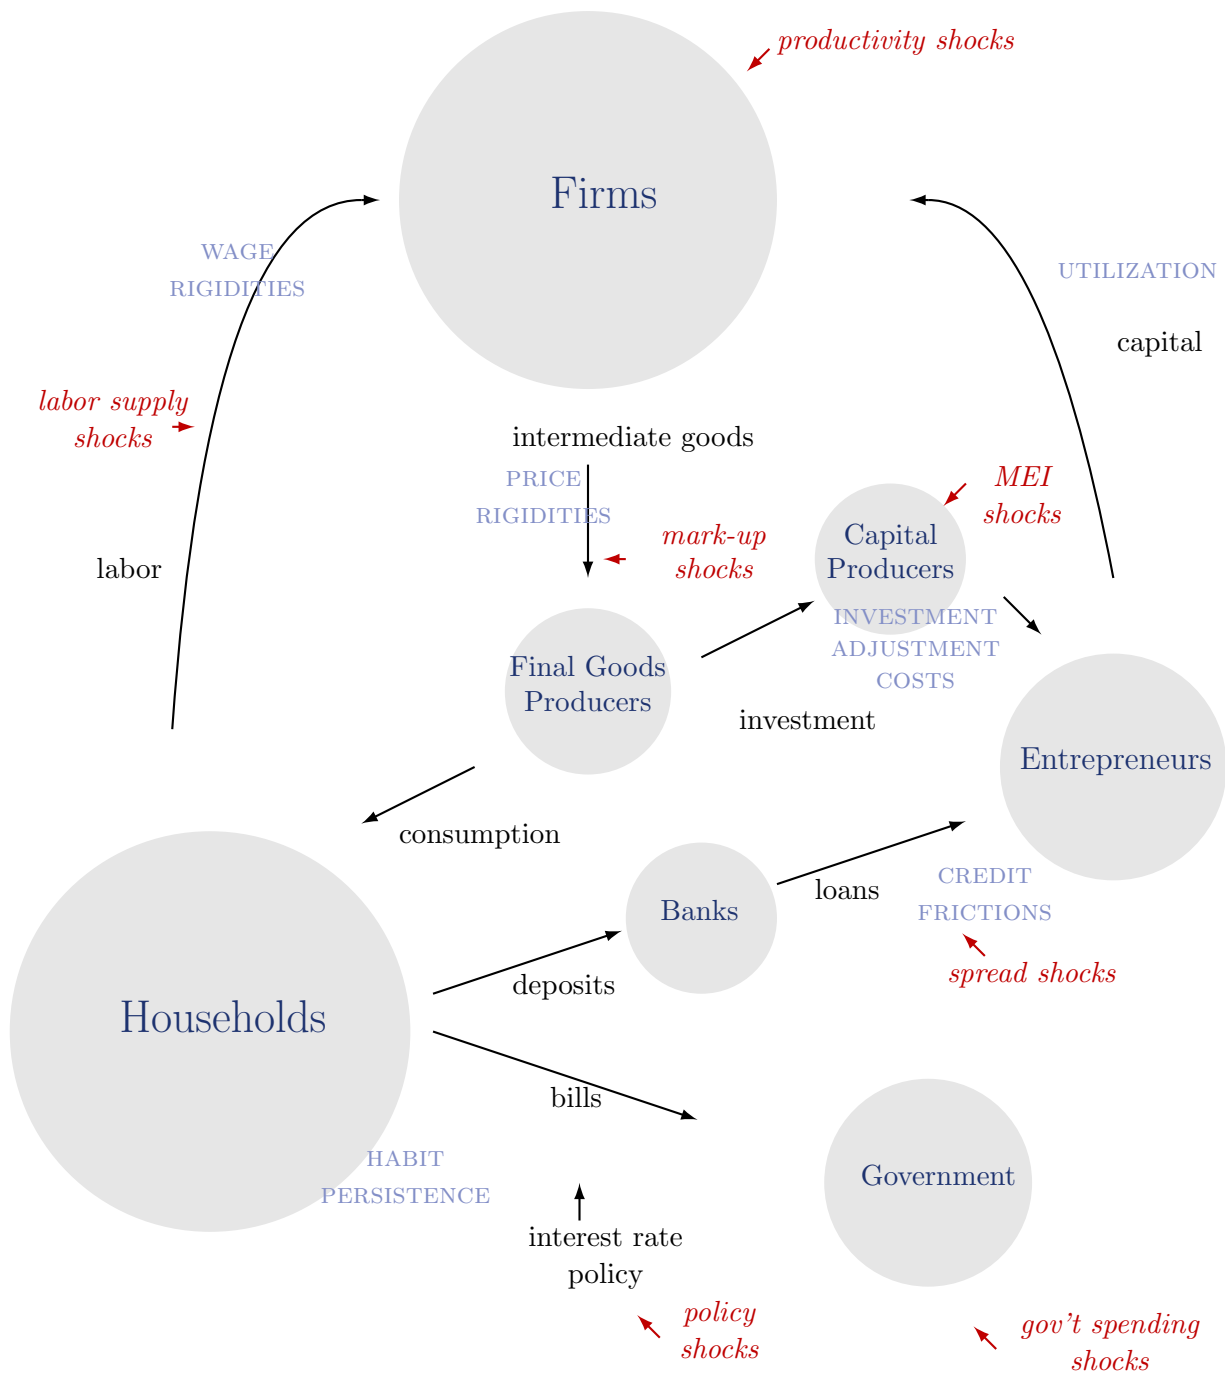 productivity shocks
Firms
WAGE
RIGIDITIES
UTILIZATION
capital
labor supply
shocks
intermediate goods
PRICE
RIGIDITIES
MEI
shocks
mark-up
shocks
Capital
Producers
labor
INVESTMENT
ADJUSTMENT
COSTS
Final Goods
Producers
investment
Entrepreneurs
consumption
CREDIT
FRICTIONS
loans
Banks
spread shocks
deposits
Households
bills
HABIT
PERSISTENCE
Government
interest rate
policy
policy
shocks
gov't spending
shocks